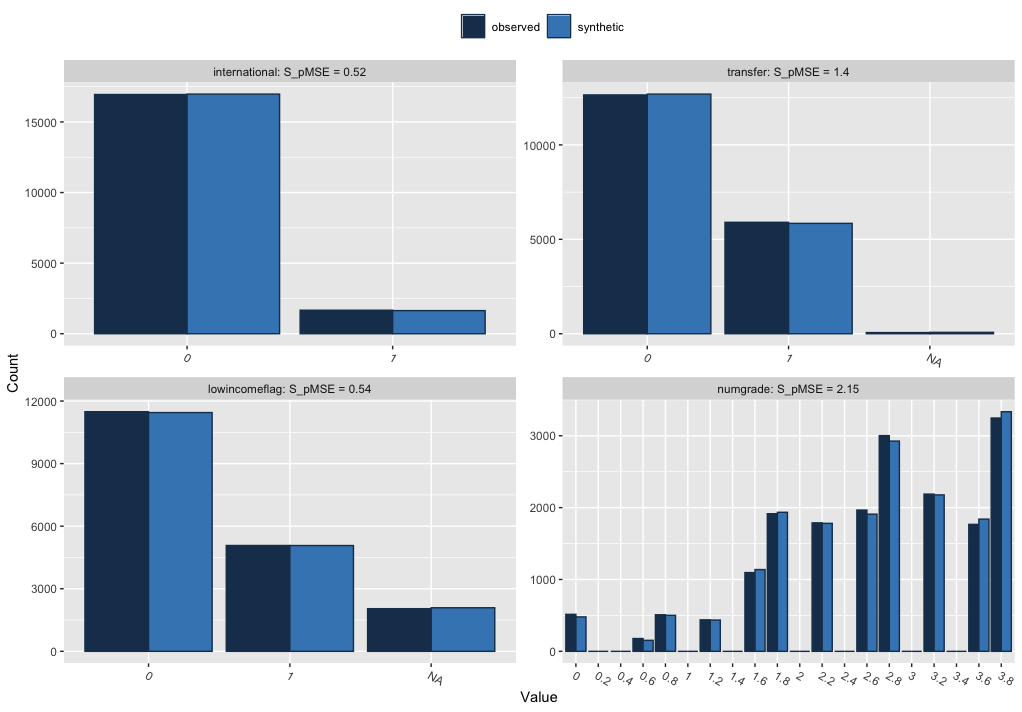 observed synthetic
international: S_pMSE = 0.52
15000
10000
5000
0
0 1
transfer: S_pMSE = 1.4
10000
5000
0
0 1 NA
Count
lowincomeflag: S_pMSE = 0.54
12000
9000
6000
3000
0
0 1 NA
numgrade: S_pMSE = 2.15
3000
2000
1000
0
0 0.2 0.4 0.6 0.8 1 1.2 1.4 1.6 1.8 2 2.2 2.4 2.6 2.8 3 3.2 3.4 3.6 3.8
Value